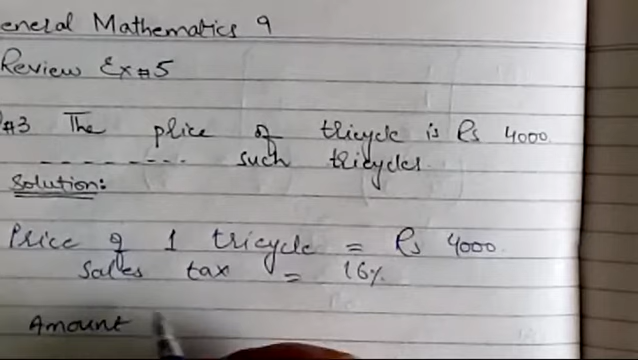 eneral Mathematics 9
Review Ex#5
#3 The price of tricycle is Rs 4000
-------- such tricycles.
Solution:
Price of 1 tricycle = Rs 4000.
Sales tax = 16%
Amount